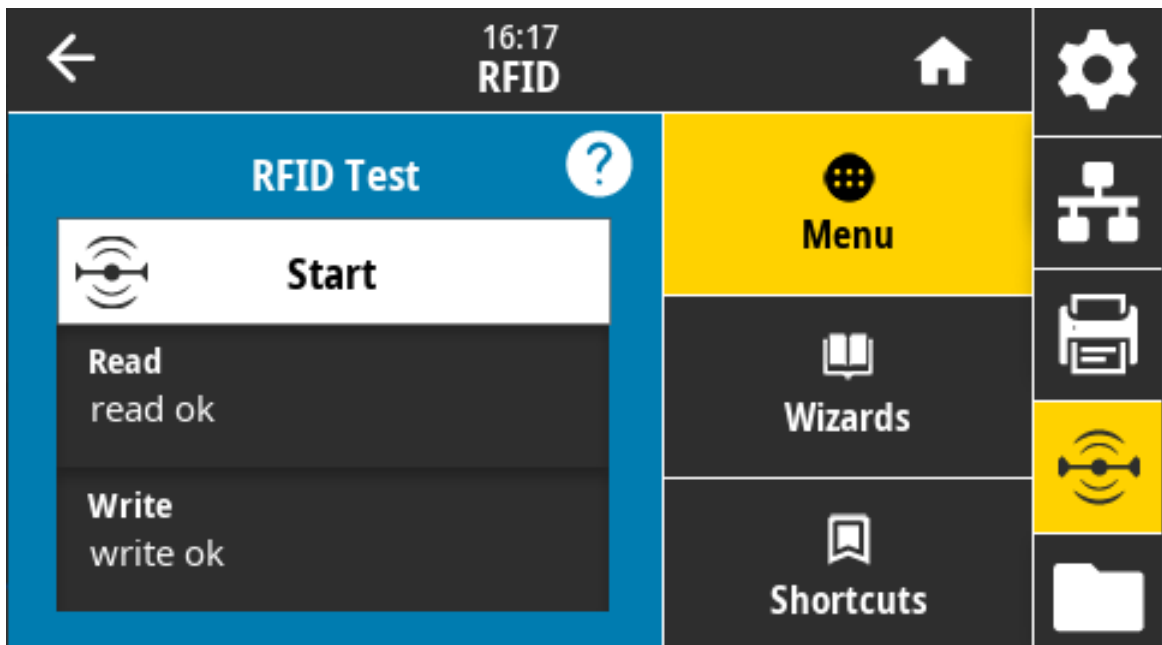 16:17
RFID
RFID Test
?
Start
Read
read ok
Write
write ok
Menu
Wizards
Shortcuts